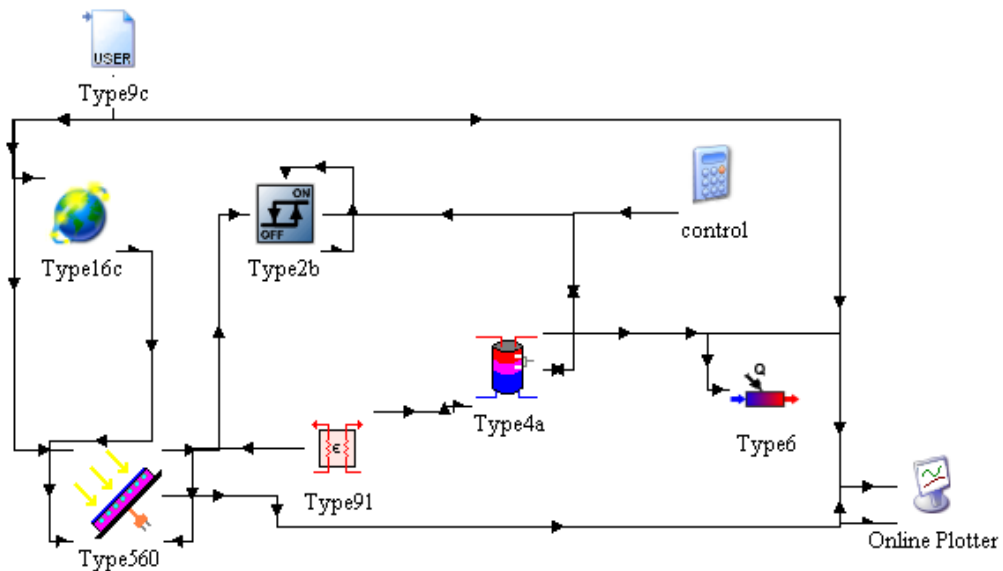 USER
Type9c
ON
OFF
Type16c
Type2b
control
Type4a
Q
Type6
ε
Type91
Type560
Online Plotter